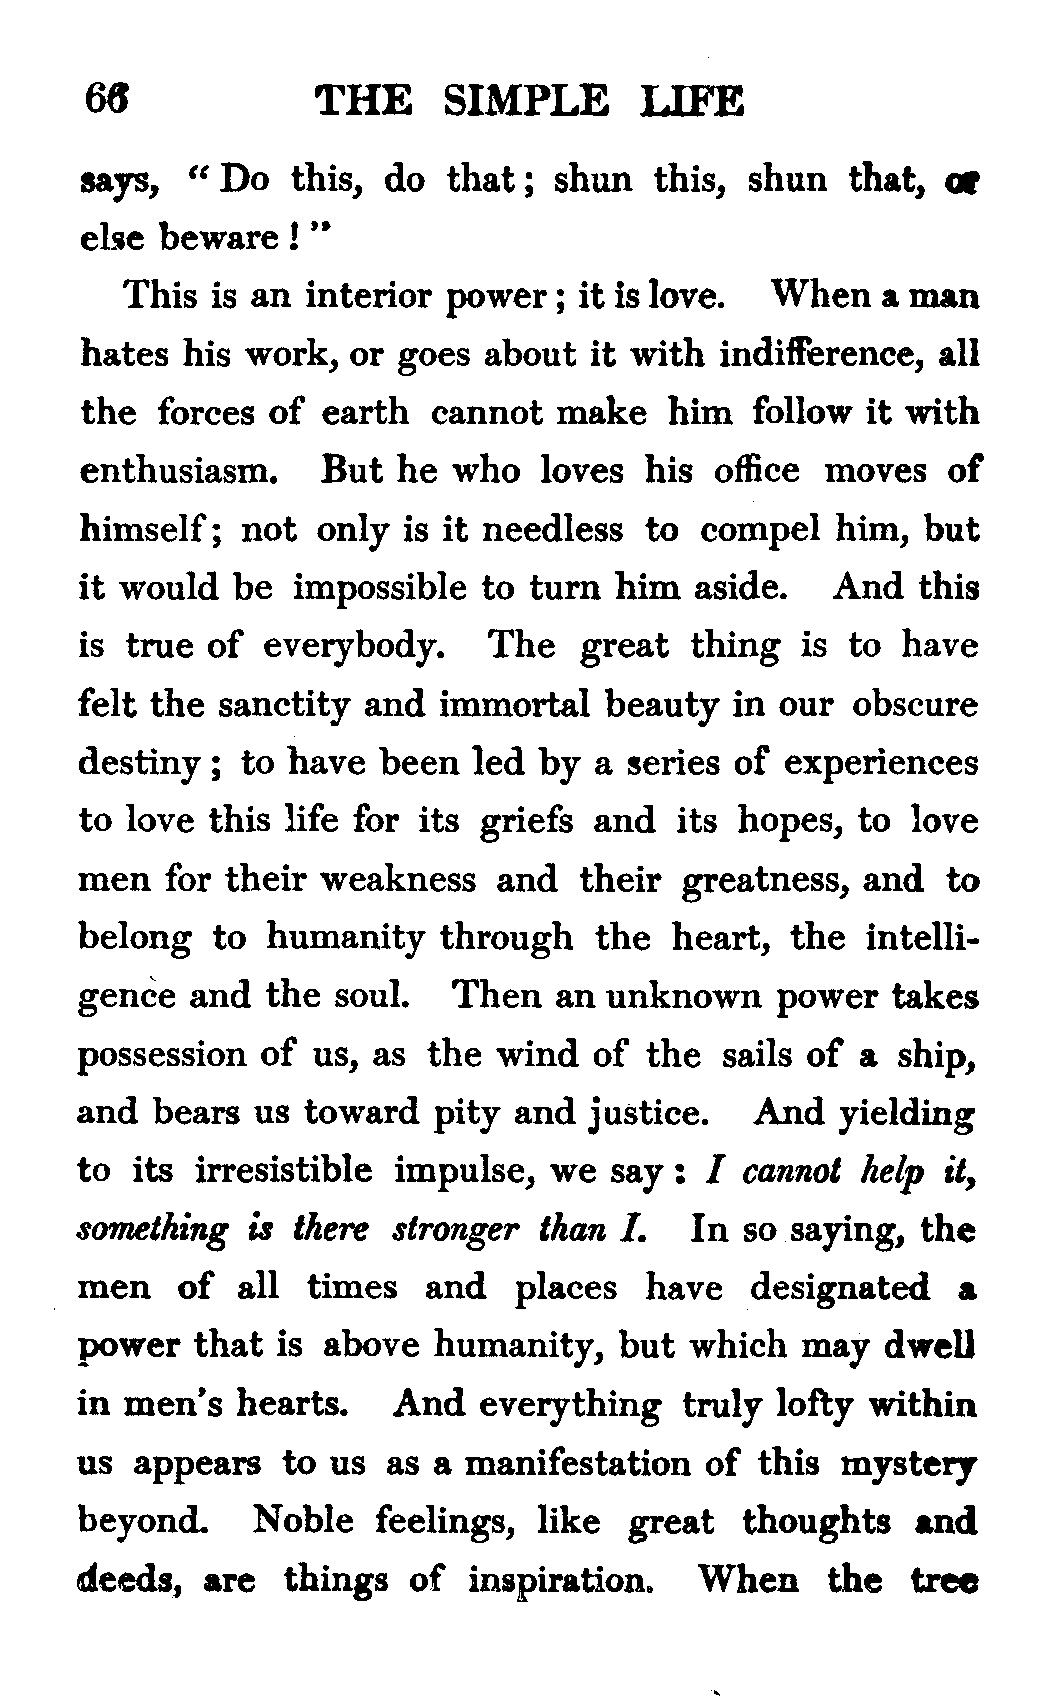 66 THE SIMPLE LIFE
says, “ Do this, do that ; shun this, shun that, or
else beware ! ”
This is an interior power ; it is love. When a man
hates his work, or goes about it with indifference, all
the forces of earth cannot make him follow it with
enthusiasm. But he who loves his office moves of
himself ; not only is it needless to compel him, but
it would be impossible to turn him aside. And this
is true of everybody. The great thing is to have
felt the sanctity and immortal beauty in our obscure
destiny ; to have been led by a series of experiences
to love this life for its griefs and its hopes, to love
men for their weakness and their greatness, and to
belong to humanity through the heart, the intelli-
gence and the soul. Then an unknown power takes
possession of us, as the wind of the sails of a ship,
and bears us toward pity and justice. And yielding
to its irresistible impulse, we say : I cannot help it,
something is there stronger than I. In so saying, the
men of all times and places have designated a
power that is above humanity, but which may dwell
in men's hearts. And everything truly lofty within
us appears to us as a manifestation of this mystery
beyond. Noble feelings, like great thoughts and
deeds, are things of inspiration. When the tree